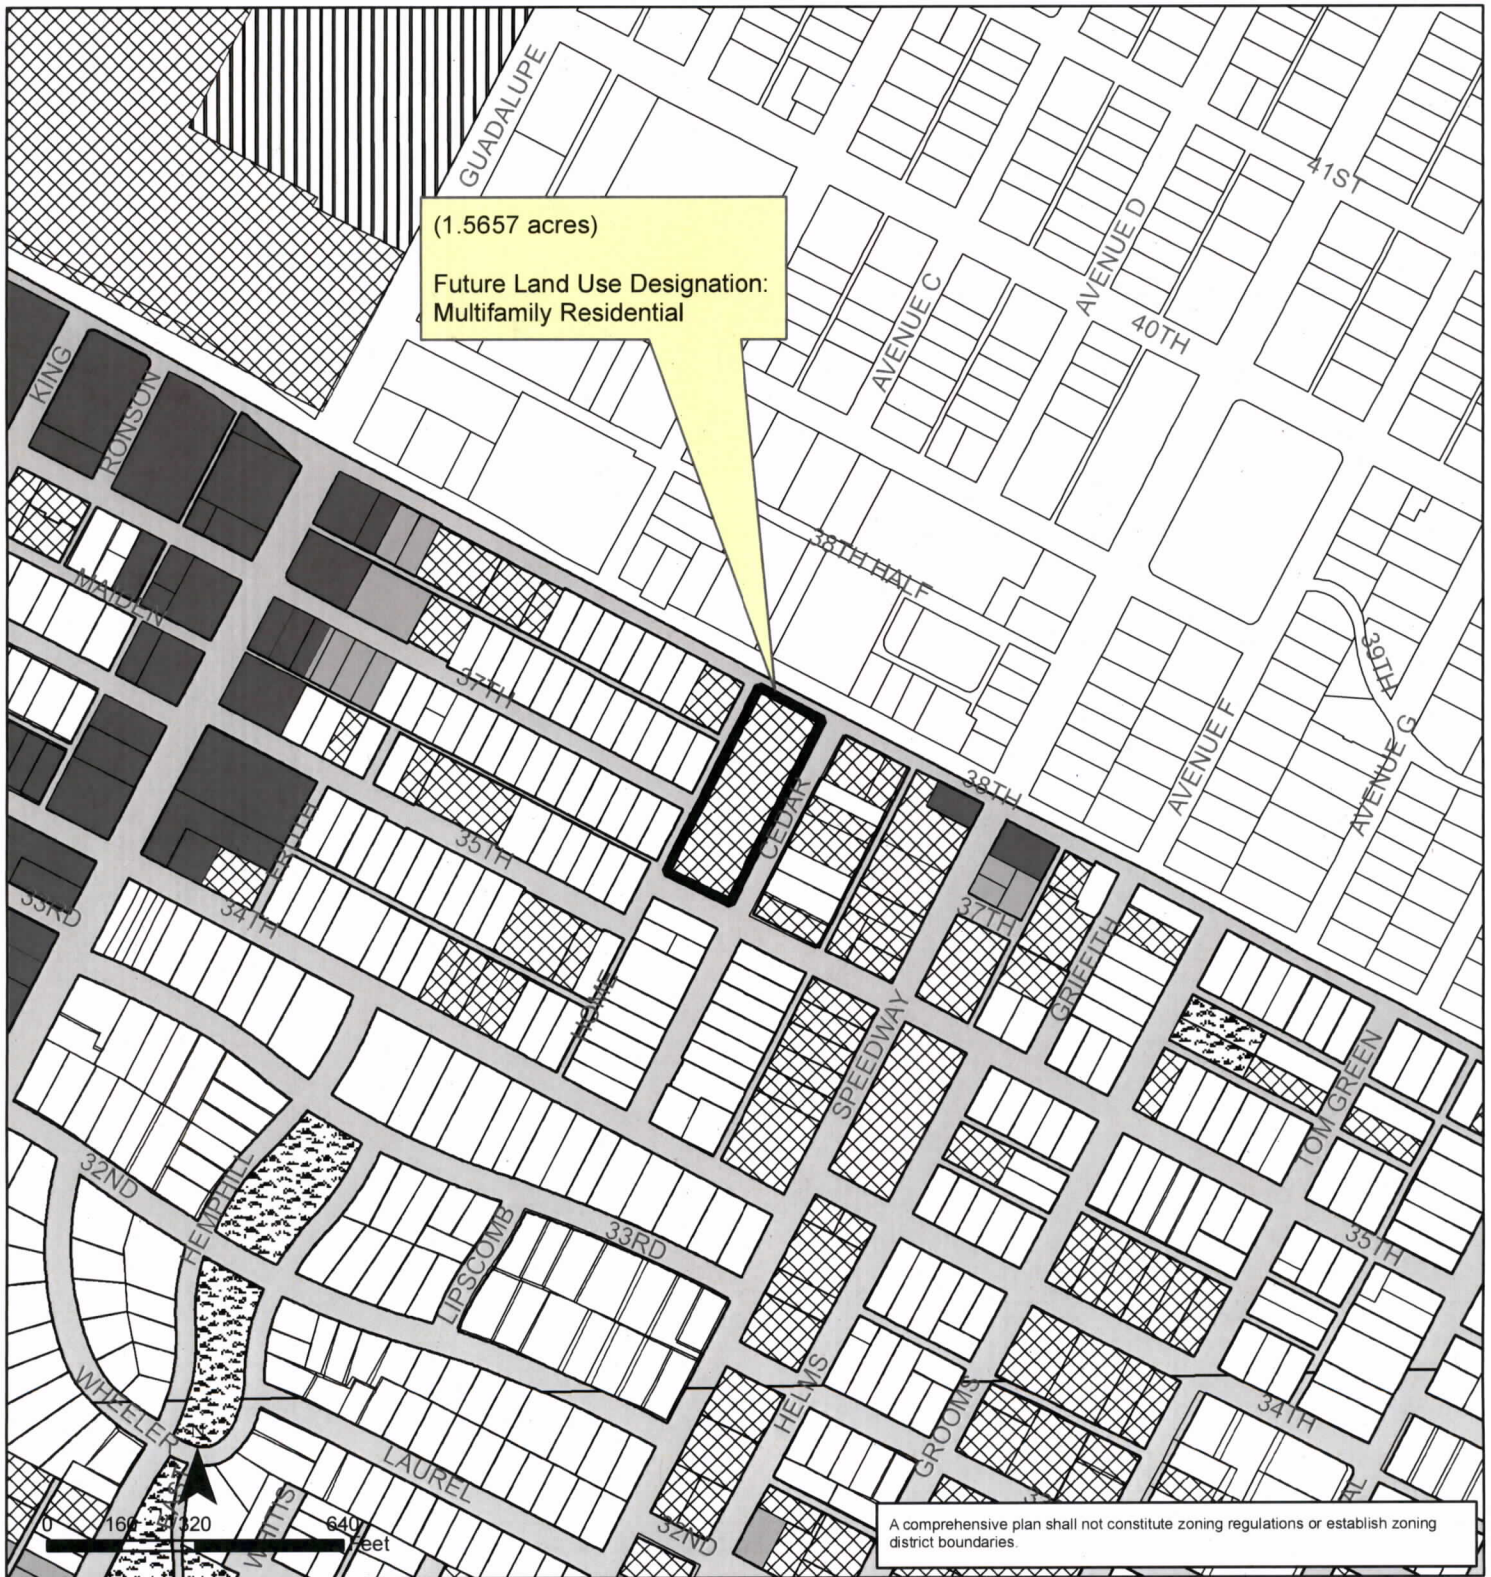 GUADALUPE
41ST
(1.5657 acres)
Future Land Use Designation:
Multifamily Residential
AVENUE D
AVENUE C
40TH
KING
RONSON
38TH HALF
MAIDEN
39TH
37TH
AVENUE F
AVENUE G
38TH
CEDAR
35TH
33RD
34TH
37TH
GRIFFITH
HOME
SPEEDWAY
TOM GREEN
32ND
HEMPHILL
LIPSCOMB
33RD
35TH
WHEELER
N
HELMS
GROOMS
34TH
LAUREL
WHITIS
32ND
0 160 320 640
Feet
A comprehensive plan shall not constitute zoning regulations or establish zoning
district boundaries.